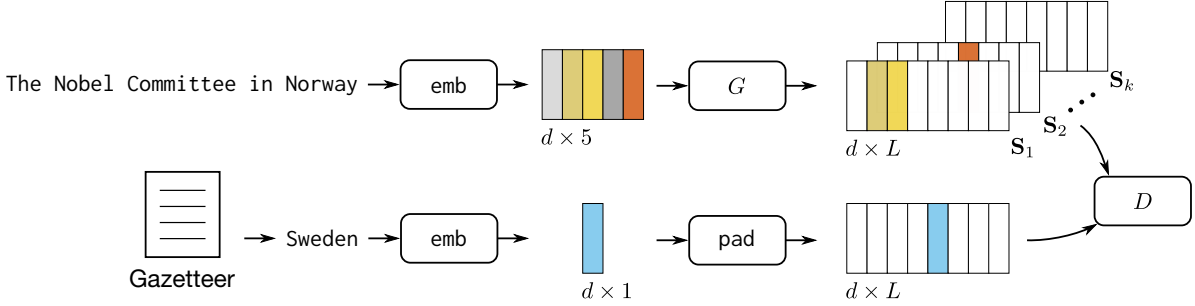 The Nobel Committee in Norway
emb
d × 5
G
d × L
S₁
S₂
Sₖ
D
Gazetteer
Sweden
emb
d × 1
pad
d × L